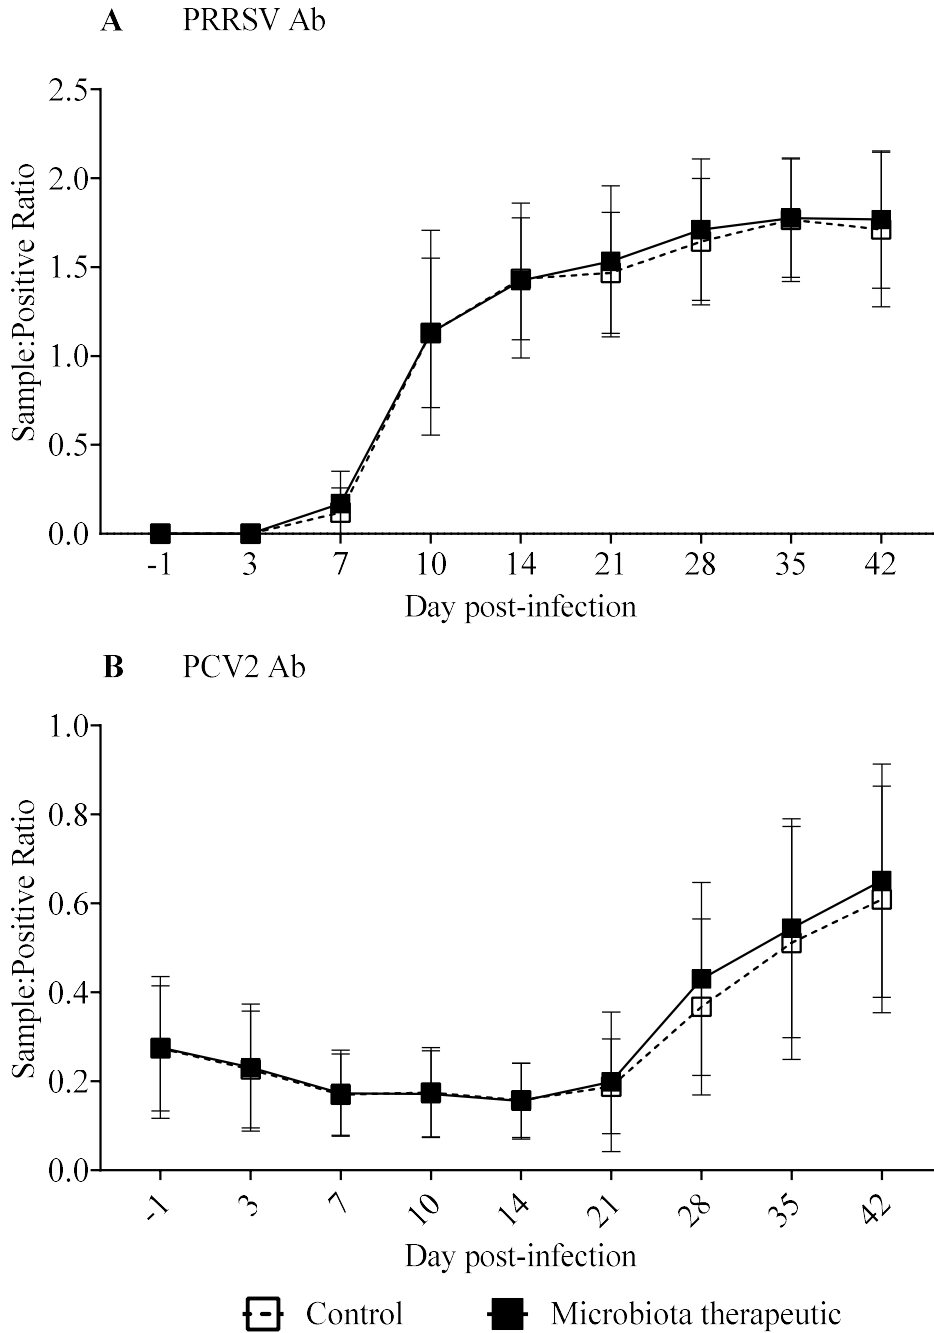 A PRRSV Ab
2.5
2.0
1.5
1.0
0.5
0.0
Sample:Positive Ratio
-1 3 7 10 14 21 28 35 42
Day post-infection
B PCV2 Ab
1.0
0.8
0.6
0.4
0.2
0.0
Sample:Positive Ratio
-1 3 7 10 14 21 28 35 42
Day post-infection
Control Microbiota therapeutic